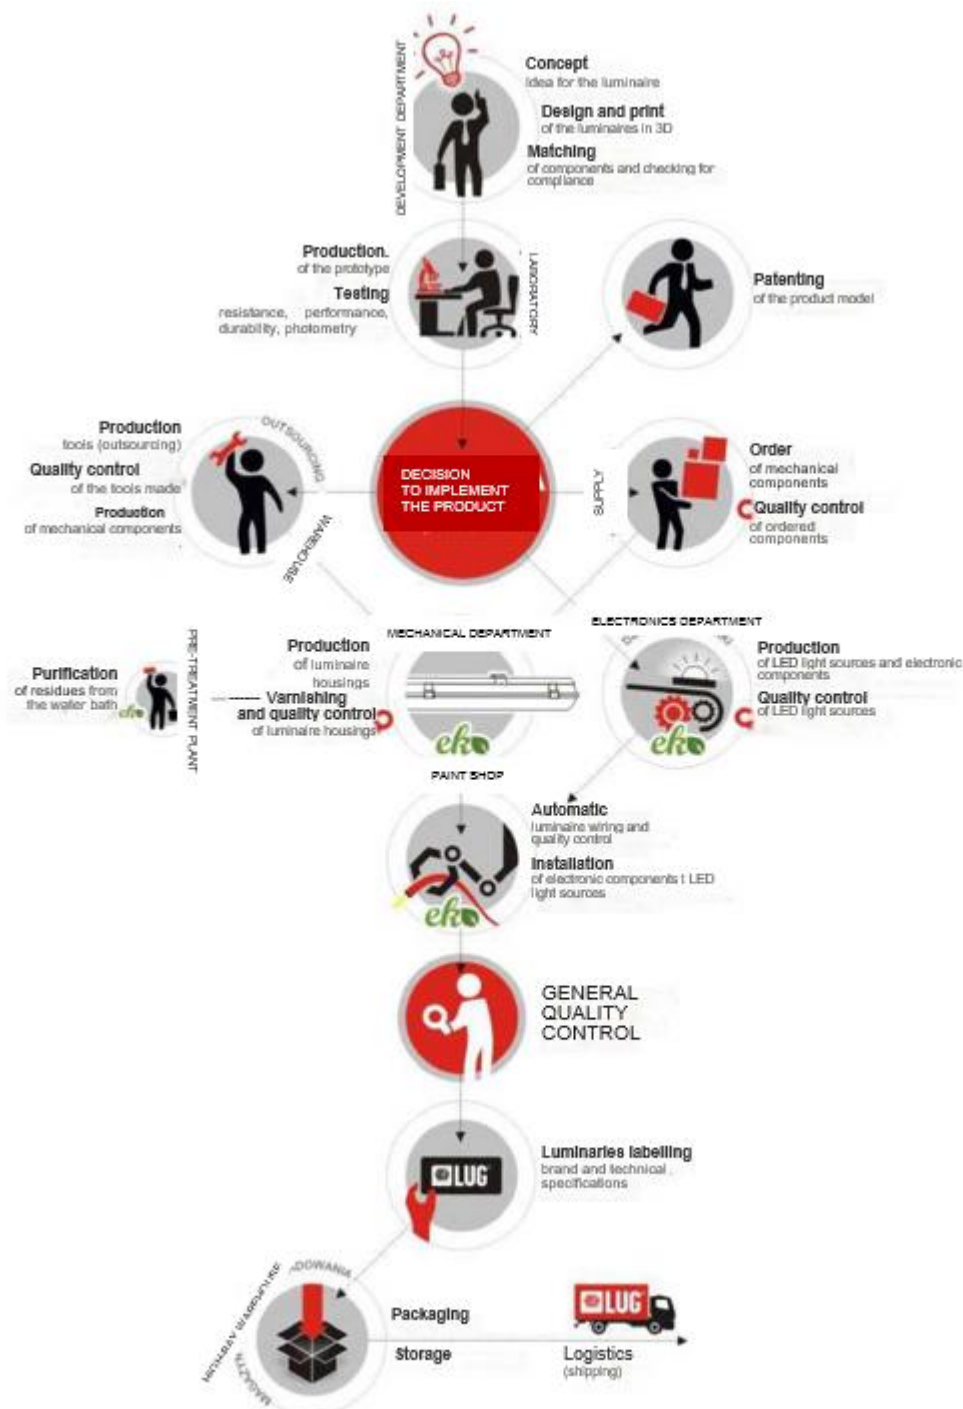 DEVELOPMENT DEPARTMENT
Concept
Idea for the luminaire
Design and print
of the luminaires in 3D
Matching
of components and checking for
compliance
Production.
of the prototype
Testing
resistance, performance,
durability, photometry
LABORATORY
Patenting
of the product model
Production
tools (outsourcing)
Quality control
of the tools made
Production
of mechanical components
OUTSOURCING
WAREHOUSE
DECISION
TO IMPLEMENT
THE PRODUCT
SUPPLY
Order
of mechanical
components
Quality control
of ordered
components
Purification
of residues from
the water bath
eko
PRE-TREATMENT PLANT
MECHANICAL DEPARTMENT
Production
of luminaire
housings
Varnishing
and quality control
of luminaire housings
eko
PAINT SHOP
ELECTRONICS DEPARTMENT
Production
of LED light sources and electronic
components
Quality control
of LED light sources
eko
Automatic
luminaire wiring and
quality control
Installation
of electronic components t LED
light sources
eko
GENERAL
QUALITY
CONTROL
LUG
Luminaries labelling
brand and technical
specifications
ADOWANIA
MAGAZYN
Packaging
Storage
LUG
Logistics
(shipping)